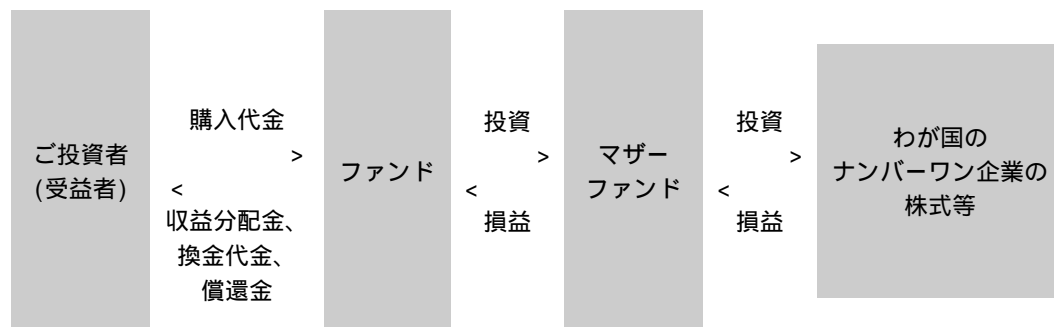 ご投資者
(受益者)
購入代金
>
<
収益分配金、
換金代金、
償還金
ファンド
投資
>
<
損益
マザー
ファンド
投資
>
<
損益
わが国の
ナンバーワン企業の
株式等